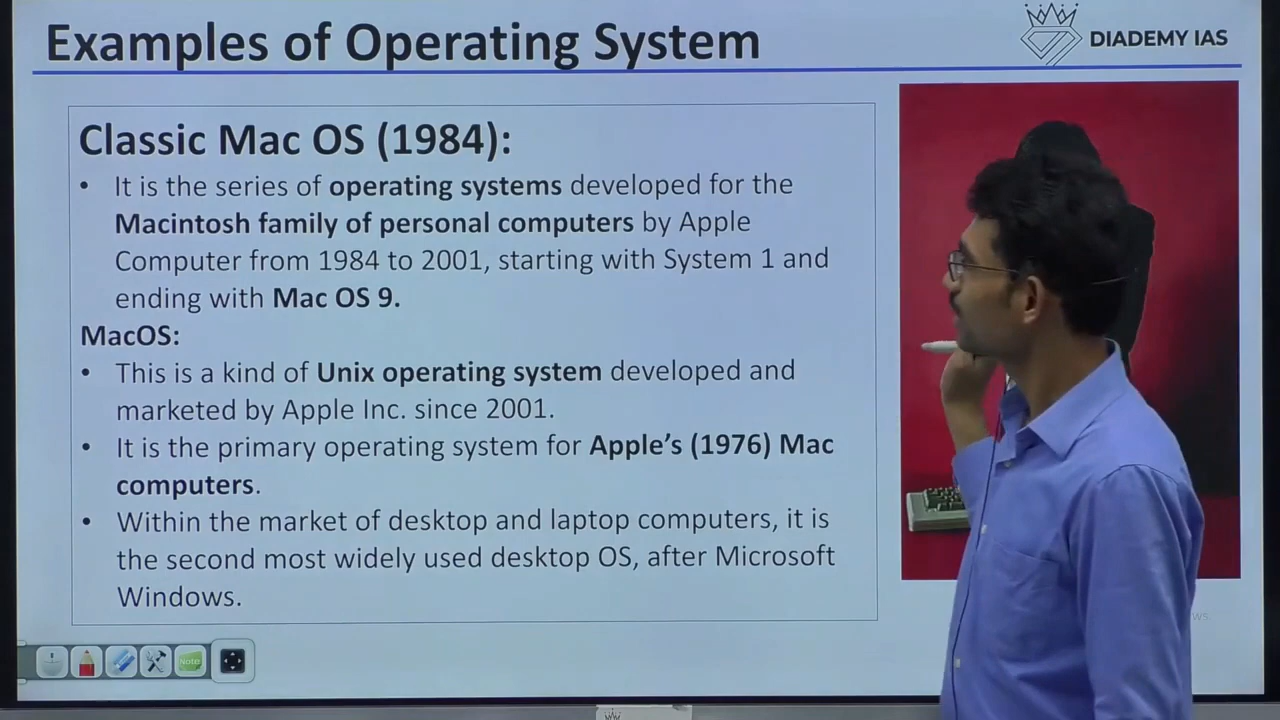 Examples of Operating System
DIADEMY IAS
Classic Mac OS (1984):
• It is the series of operating systems developed for the
Macintosh family of personal computers by Apple
Computer from 1984 to 2001, starting with System 1 and
ending with Mac OS 9.
MacOS:
• This is a kind of Unix operating system developed and
marketed by Apple Inc. since 2001.
• It is the primary operating system for Apple’s (1976) Mac
computers.
• Within the market of desktop and laptop computers, it is
the second most widely used desktop OS, after Microsoft
Windows.
Note